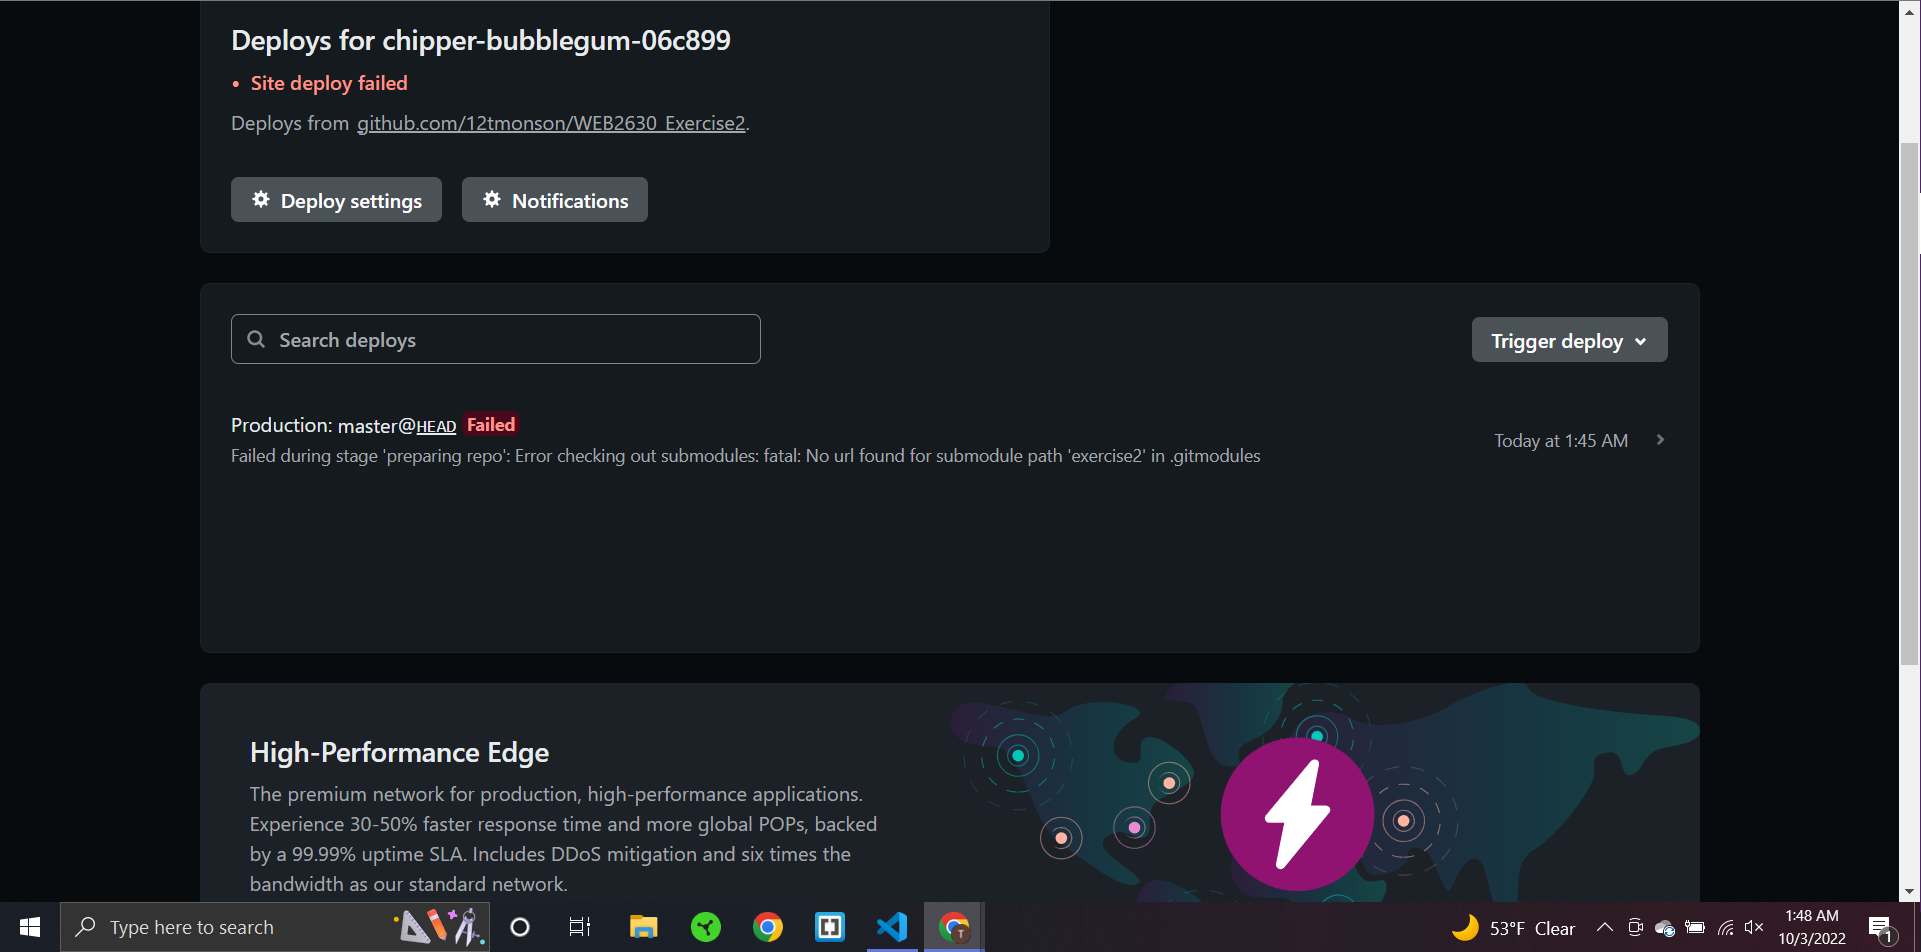 Deploys for chipper-bubblegum-06c899
• Site deploy failed
Deploys from github.com/12tmonson/WEB2630_Exercise2.
Deploy settings
Notifications
Search deploys
Trigger deploy
Production: master@HEAD Failed
Failed during stage 'preparing repo': Error checking out submodules: fatal: No url found for submodule path 'exercise2' in .gitmodules
Today at 1:45 AM
High-Performance Edge
The premium network for production, high-performance applications.
Experience 30-50% faster response time and more global POPs, backed
by a 99.99% uptime SLA. Includes DDoS mitigation and six times the
bandwidth as our standard network.
Type here to search
T
53°F Clear
1:48 AM
10/3/2022
1